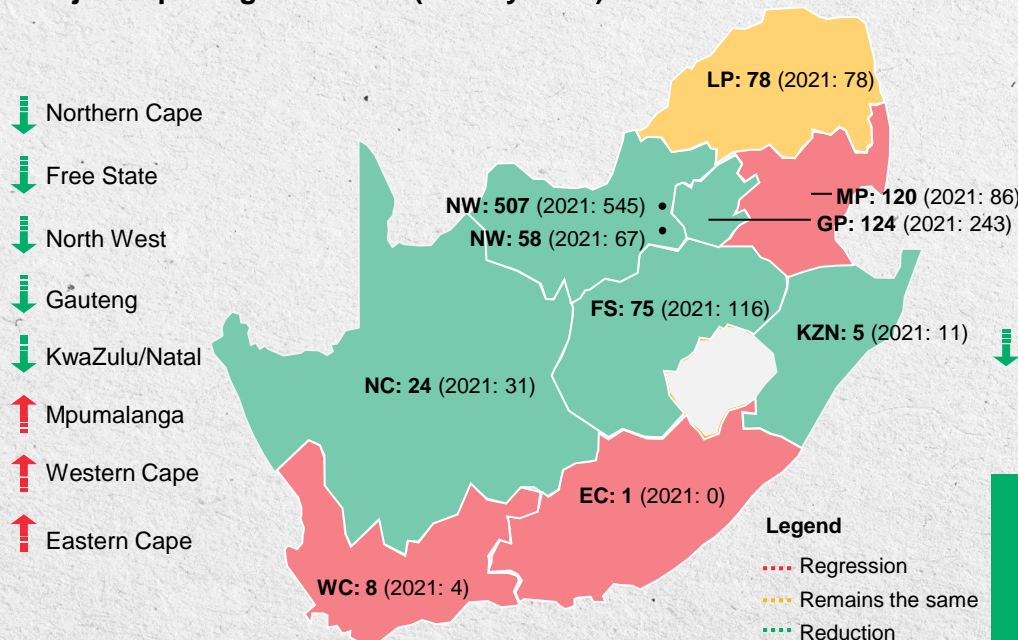 Northern Cape
Free State
North West
Gauteng
KwaZulu/Natal
Mpumalanga
Western Cape
Eastern Cape
LP: 78 (2021: 78)
MP: 120 (2021: 86)
GP: 124 (2021: 243)
NW: 507 (2021: 545)
NW: 58 (2021: 67)
FS: 75 (2021: 116)
KZN: 5 (2021: 11)
NC: 24 (2021: 31)
EC: 1 (2021: 0)
WC: 8 (2021: 4)
Legend
Regression
Remains the same
Reduction